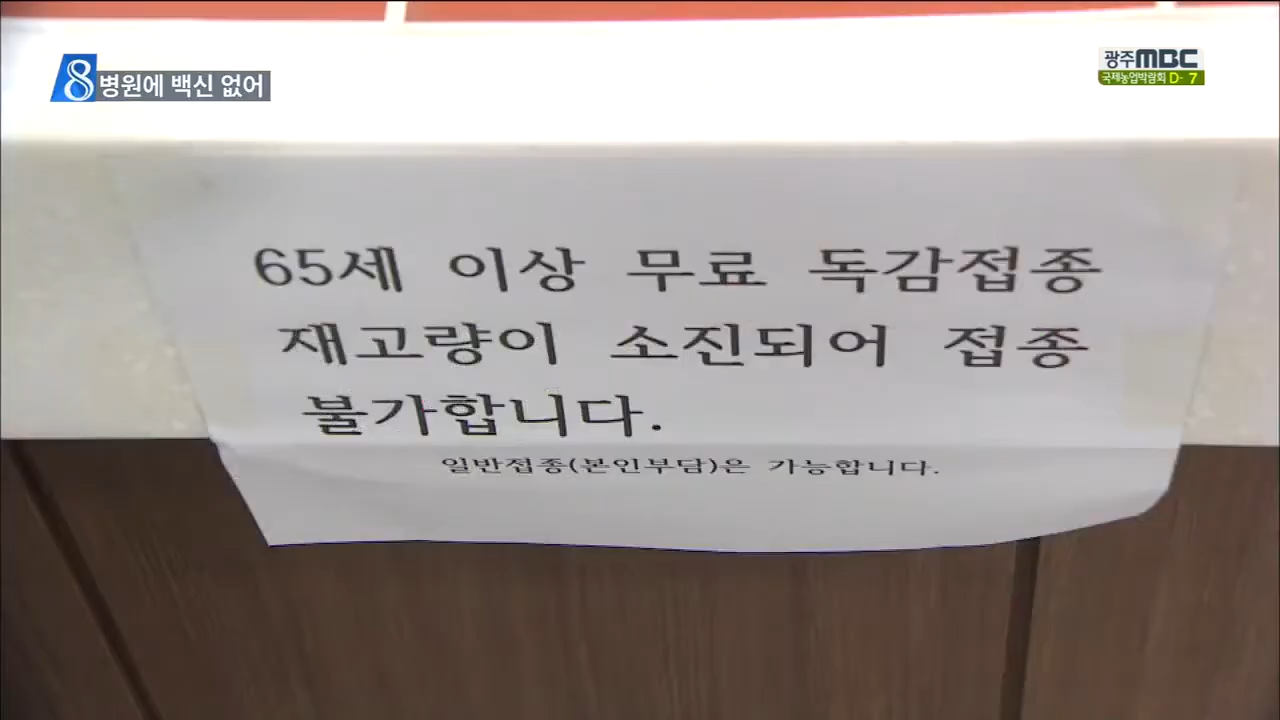 8 병원에 백신 없어
광주MBC
국제농업박람회 D- 7
65세 이상 무료 독감접종
재고량이 소진되어 접종
불가합니다.
일반접종(본인부담)은 가능합니다.